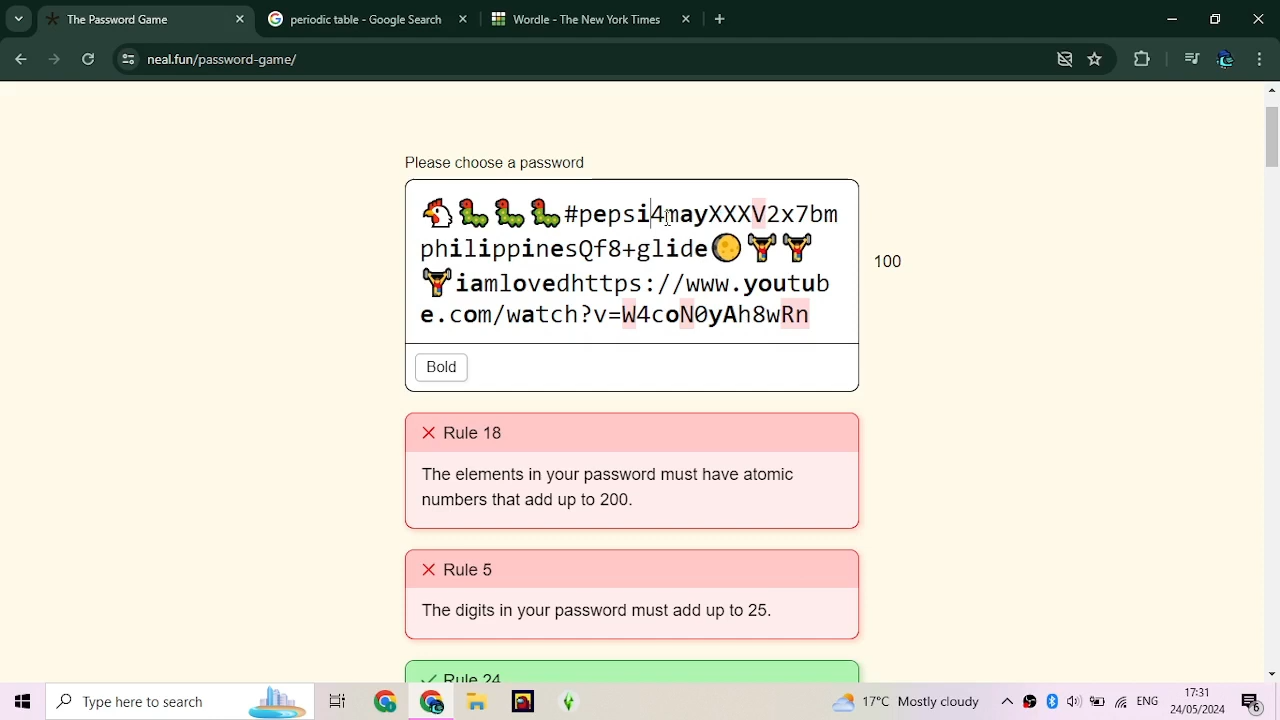 The Password Game
periodic table - Google Search
Wordle - The New York Times
neal.fun/password-game/
Please choose a password
🐔🐛🐛🐛#pepsi4mayXXXV2x7bm
philippinesQf8+glide🌖🏋️🏋️
🏋️iamlovedhttps://www.youtub
e.com/watch?v=W4coN0yAh8wRn
100
Bold
Rule 18
The elements in your password must have atomic
numbers that add up to 200.
Rule 5
The digits in your password must add up to 25.
Rule 24
Type here to search
17°C Mostly cloudy
ENG
17:31
24/05/2024
6